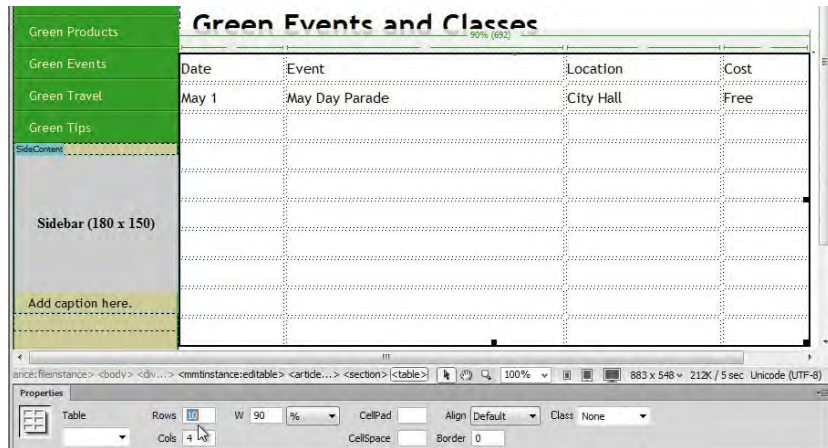 Green Products
Green Events and Classes
90% (692)
Green Events
Date Event Location Cost
Green Travel
May 1 May Day Parade City Hall Free
Green Tips
SideContent
Sidebar (180 x 150)
Add caption here.
ance:fileinstance> <body> <div...> <mmtinstance:editable> <article...> <section> <table> 100% 883 x 548 212K / 5 sec Unicode (UTF-8)
Properties
Table Rows 10 W 90 % CellPad Align Default Class None
Cols 4 CellSpace Border 0